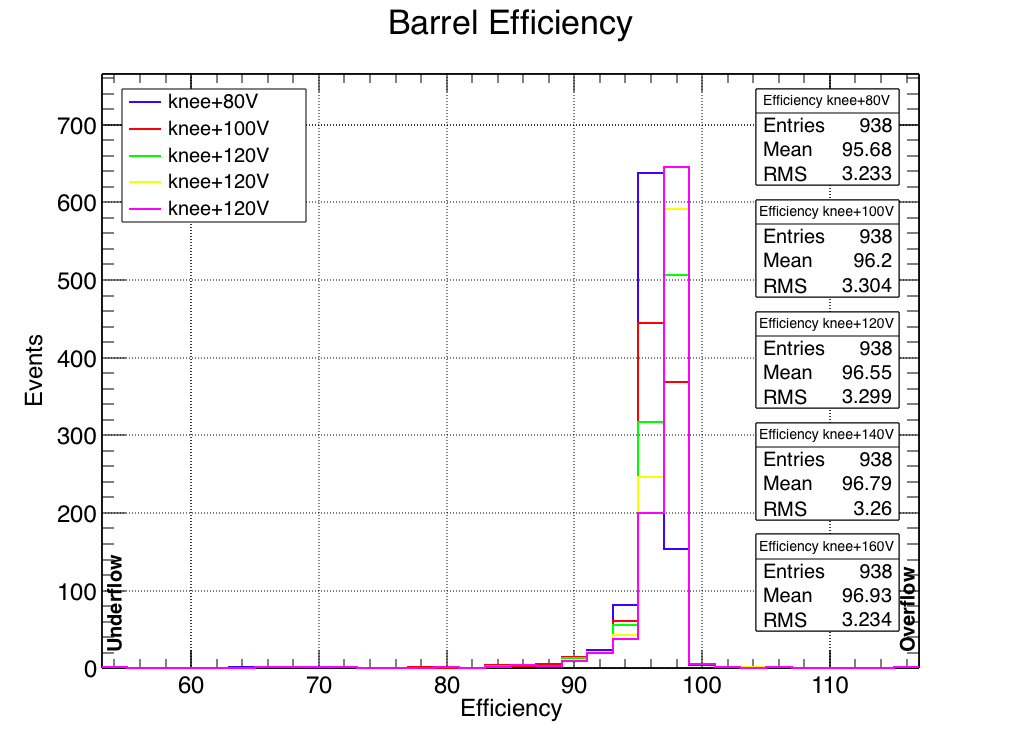 Barrel Efficiency
knee+80V
knee+100V
knee+120V
knee+120V
knee+120V
Efficiency knee+80V
Entries 938
Mean 95.68
RMS 3.233
Efficiency knee+100V
Entries 938
Mean 96.2
RMS 3.304
Efficiency knee+120V
Entries 938
Mean 96.55
RMS 3.299
Efficiency knee+140V
Entries 938
Mean 96.79
RMS 3.26
Efficiency knee+160V
Entries 938
Mean 96.93
RMS 3.234
Events
700
600
500
400
300
200
100
0
Underflow
Overflow
60 70 80 90 100 110
Efficiency